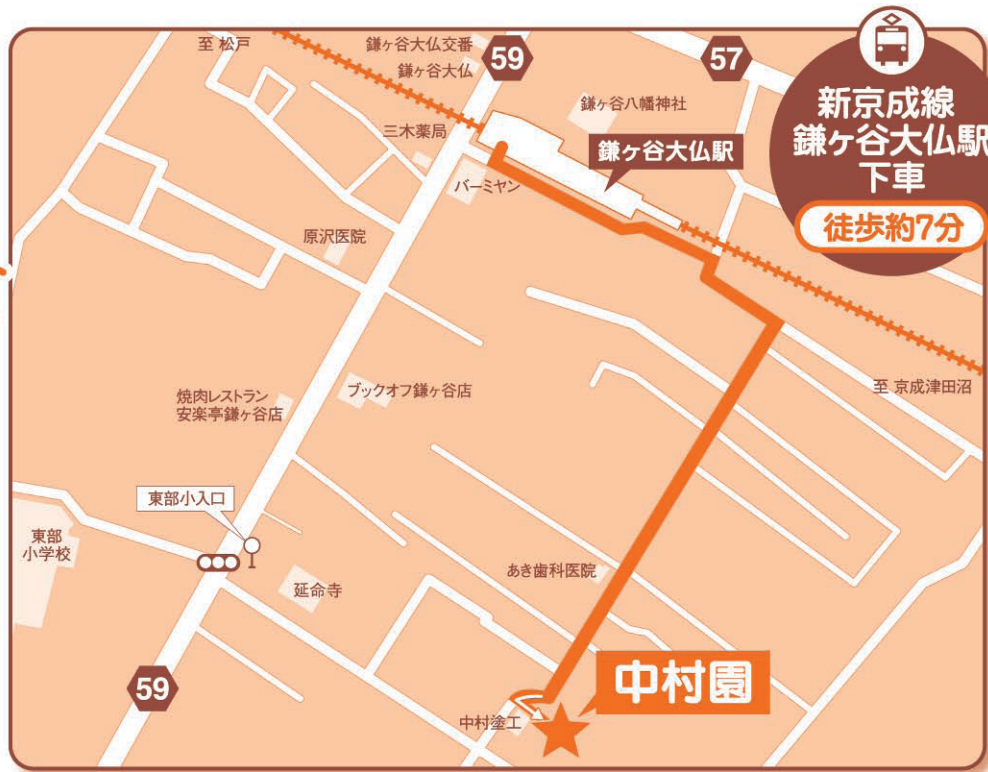 至 松戸
鎌ヶ谷大仏交番
鎌ヶ谷大仏
59
57
新京成線
鎌ヶ谷大仏駅
下車
徒歩約7分
鎌ヶ谷八幡神社
三木薬局
鎌ヶ谷大仏駅
バーミヤン
原沢医院
至 京成津田沼
焼肉レストラン
安楽亭鎌ヶ谷店
ブックオフ鎌ヶ谷店
東部小入口
東部
小学校
延命寺
あき歯科医院
59
中村園
中村塗工